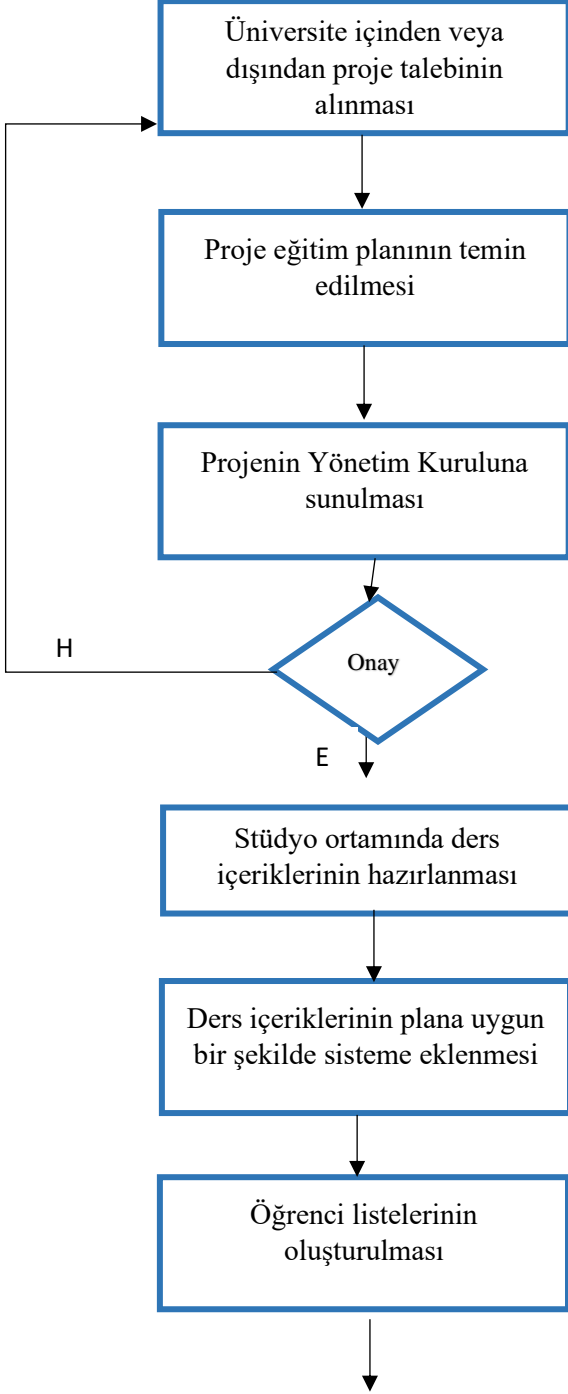 Üniversite içinden veya
dışından proje talebinin
alınması
Proje eğitim planının temin
edilmesi
Projenin Yönetim Kuruluna
sunulması
H
Onay
E
Stüdyo ortamında ders
içeriklerinin hazırlanması
Ders içeriklerinin plana uygun
bir şekilde sisteme eklenmesi
Öğrenci listelerinin
oluşturulması